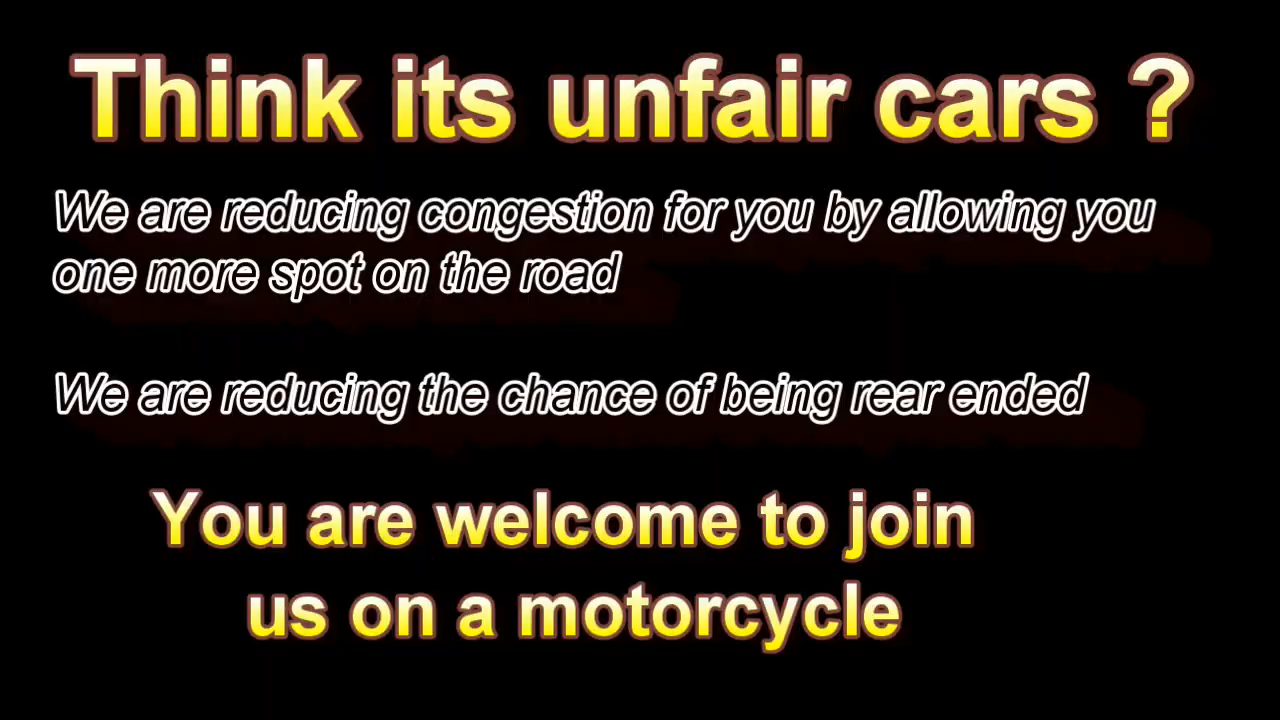 Think its unfair cars ?
We are reducing congestion for you by allowing you
one more spot on the road
We are reducing the chance of being rear ended
You are welcome to join
us on a motorcycle